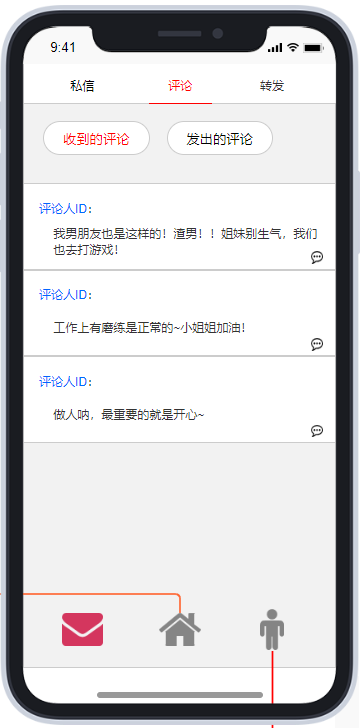 9:41
私信 评论 转发
收到的评论 发出的评论
评论人ID：
我男朋友也是这样的！渣男！！姐妹别生气，我们
也去打游戏！
评论人ID：
工作上有磨练是正常的~小姐姐加油！
评论人ID：
做人呐，最重要的就是开心~